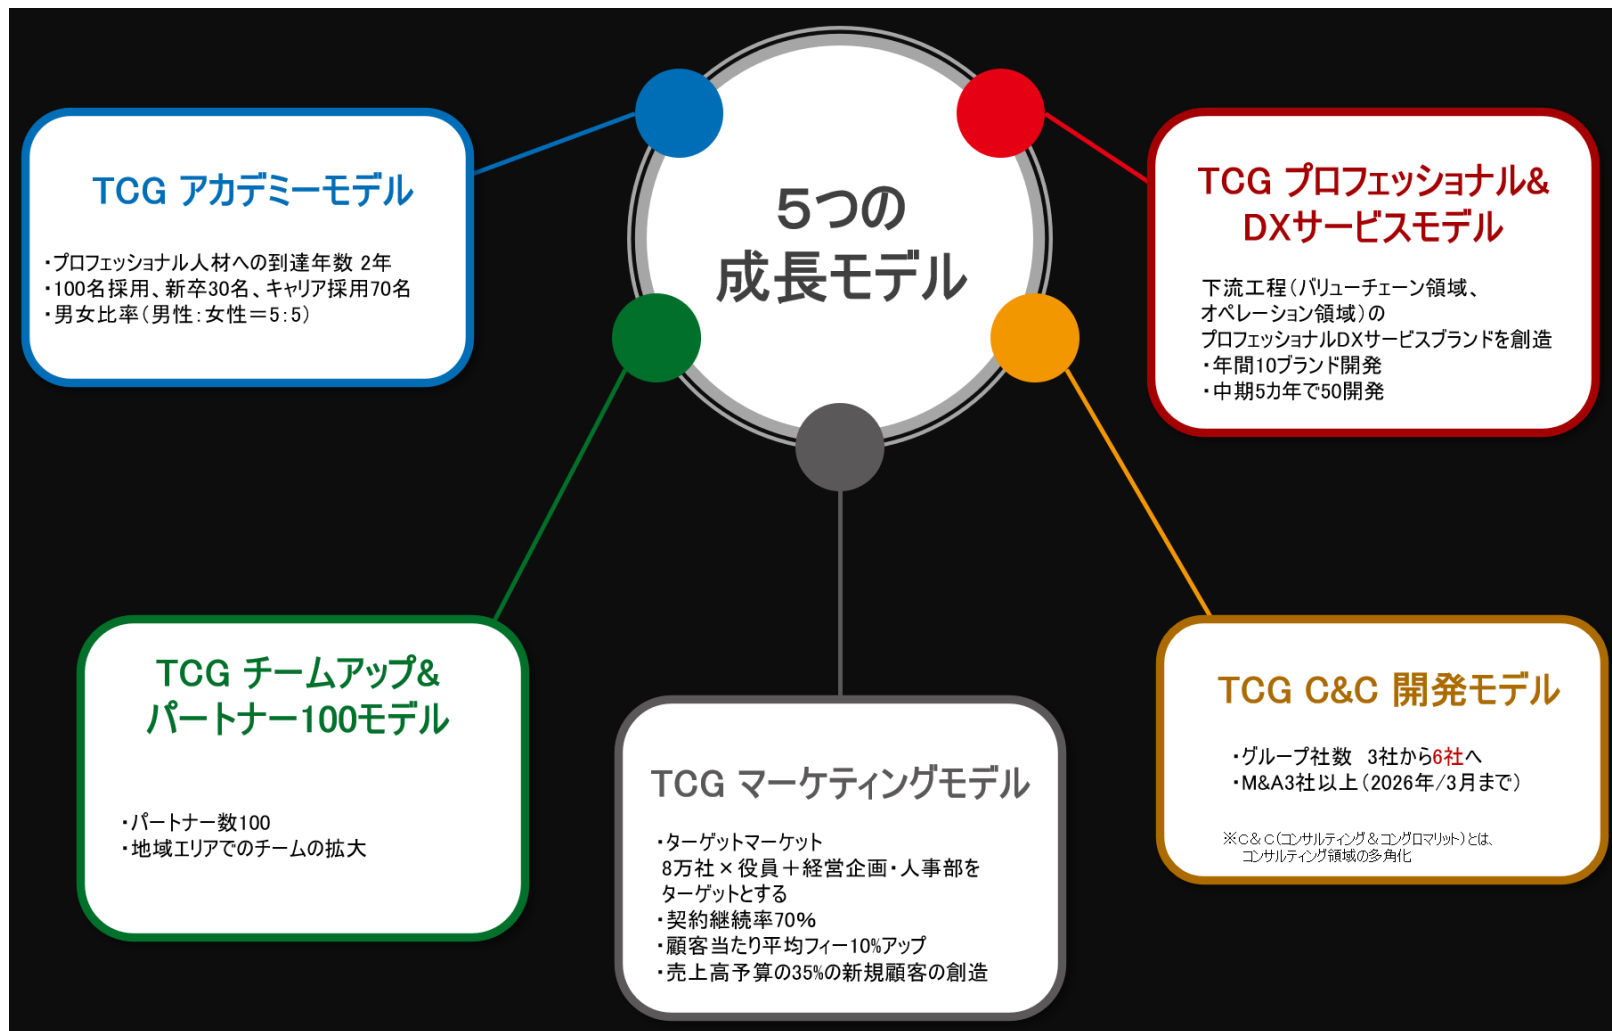 5つの
成長モデル
TCG アカデミーモデル
・プロフェッショナル人材への到達年数 2年
・100名採用、新卒30名、キャリア採用70名
・男女比率(男性:女性=5:5)
TCG プロフェッショナル&
DXサービスモデル
下流工程(バリューチェーン領域、
オペレーション領域)の
プロフェッショナルDXサービスブランドを創造
・年間10ブランド開発
・中期5カ年で50開発
TCG チームアップ&
パートナー100モデル
・パートナー数100
・地域エリアでのチームの拡大
TCG マーケティングモデル
・ターゲットマーケット
8万社×役員+経営企画・人事部を
ターゲットとする
・契約継続率70%
・顧客当たり平均フィー10%アップ
・売上高予算の35%の新規顧客の創造
TCG C&C 開発モデル
・グループ社数 3社から6社へ
・M&A3社以上(2026年/3月まで)
※C&C(コンサルティング&コングロマリット)とは、
コンサルティング領域の多角化